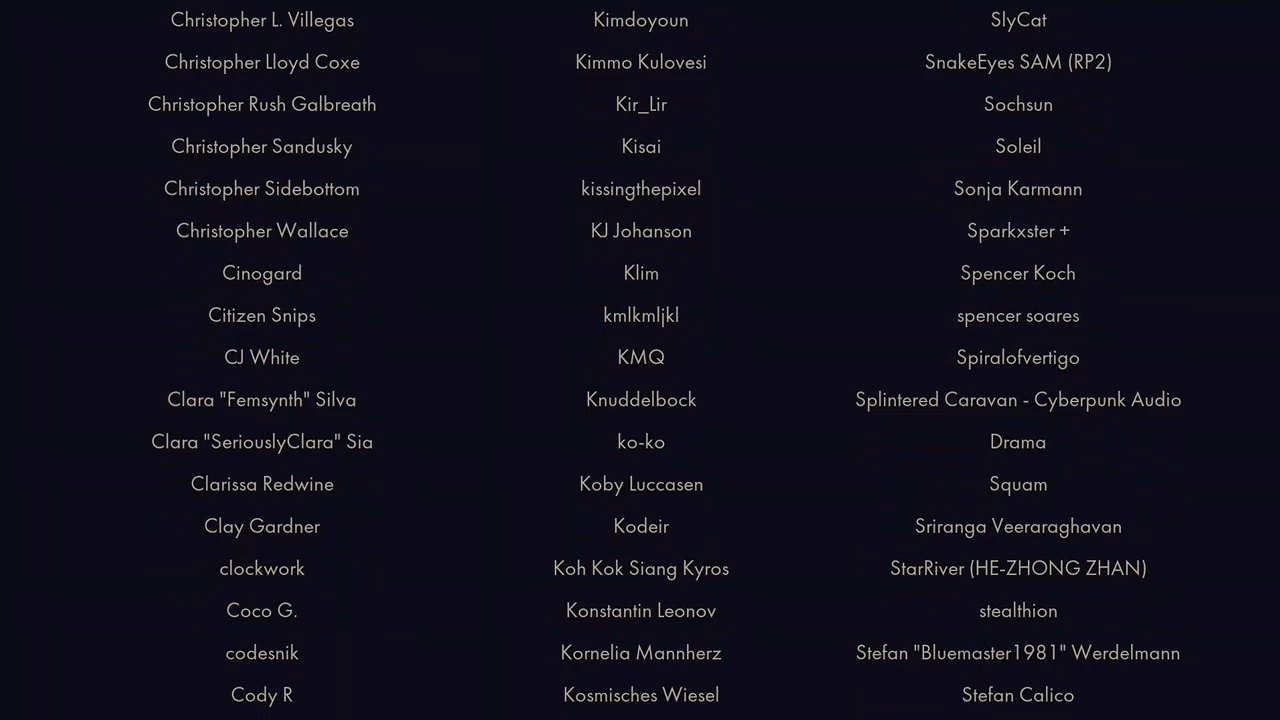 Christopher L. Villegas
Christopher Lloyd Coxe
Christopher Rush Galbreath
Christopher Sandusky
Christopher Sidebottom
Christopher Wallace
Cinogard
Citizen Snips
CJ White
Clara "Femsynth" Silva
Clara "SeriouslyClara" Sia
Clarissa Redwine
Clay Gardner
clockwork
Coco G.
codesnik
Cody R
Kimdoyoun
Kimmo Kulovesi
Kir_Lir
Kisai
kissingthepixel
KJ Johanson
Klim
kmlkmljkl
KMQ
Knuddelbock
ko-ko
Koby Luccasen
Kodeir
Koh Kok Siang Kyros
Konstantin Leonov
Kornelia Mannherz
Kosmisches Wiesel
SlyCat
SnakeEyes SAM (RP2)
Sochsun
Soleil
Sonja Karmann
Sparkxster +
Spencer Koch
spencer soares
Spiralofvertigo
Splintered Caravan - Cyberpunk Audio
Drama
Squam
Sriranga Veeraraghavan
StarRiver (HE-ZHONG ZHAN)
stealthion
Stefan "Bluemaster1981" Werdelmann
Stefan Calico